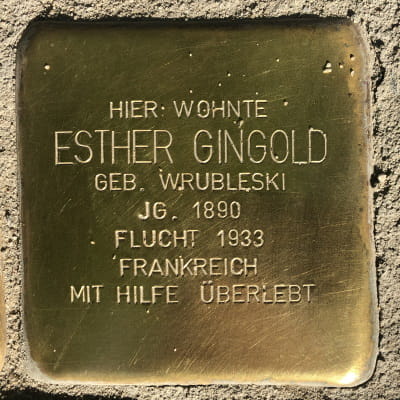 HIER WOHNTE
ESTHER GINGOLD
GEB. WRUBLESKI
JG. 1890
FLUCHT 1933
FRANKREICH
MIT HILFE ÜBERLEBT